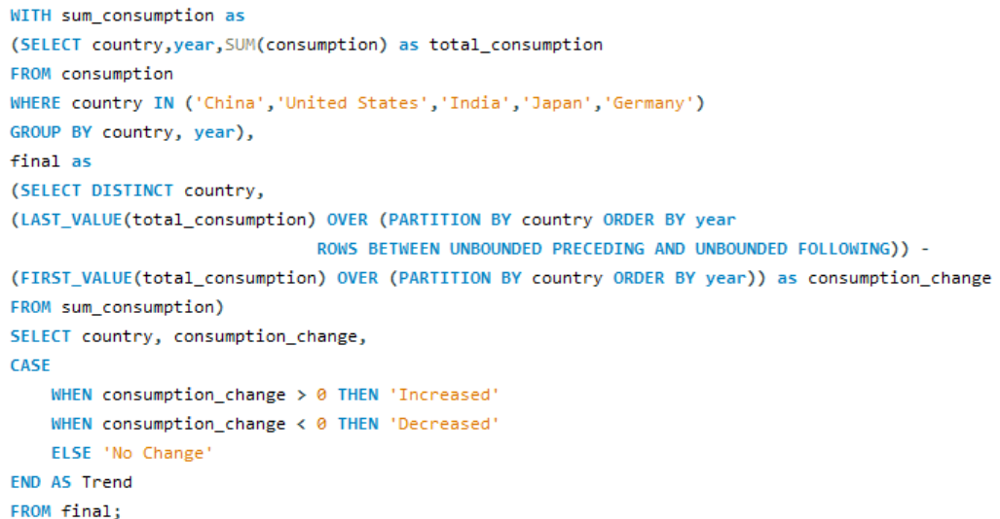 WITH sum_consumption as
(SELECT country,year,SUM(consumption) as total_consumption
FROM consumption
WHERE country IN ('China','United States','India','Japan','Germany')
GROUP BY country, year),
final as
(SELECT DISTINCT country,
(LAST_VALUE(total_consumption) OVER (PARTITION BY country ORDER BY year
ROWS BETWEEN UNBOUNDED PRECEDING AND UNBOUNDED FOLLOWING)) -
(FIRST_VALUE(total_consumption) OVER (PARTITION BY country ORDER BY year)) as consumption_change
FROM sum_consumption)
SELECT country, consumption_change,
CASE
WHEN consumption_change > 0 THEN 'Increased'
WHEN consumption_change < 0 THEN 'Decreased'
ELSE 'No Change'
END AS Trend
FROM final;